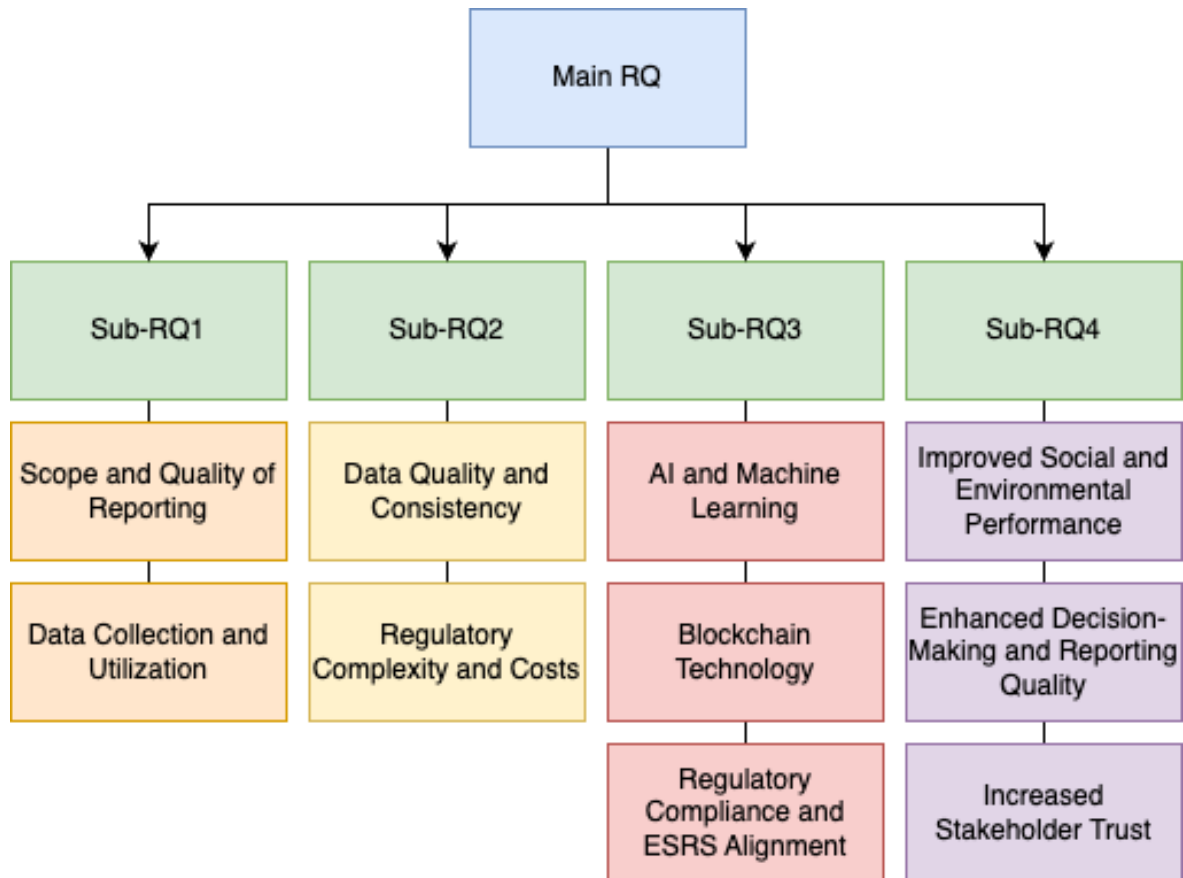 Main RQ
Sub-RQ1
Sub-RQ2
Sub-RQ3
Sub-RQ4
Scope and Quality of
Reporting
Data Quality and
Consistency
AI and Machine
Learning
Improved Social and
Environmental
Performance
Data Collection and
Utilization
Regulatory
Complexity and Costs
Blockchain
Technology
Enhanced Decision-
Making and Reporting
Quality
Regulatory
Compliance and
ESRS Alignment
Increased
Stakeholder Trust